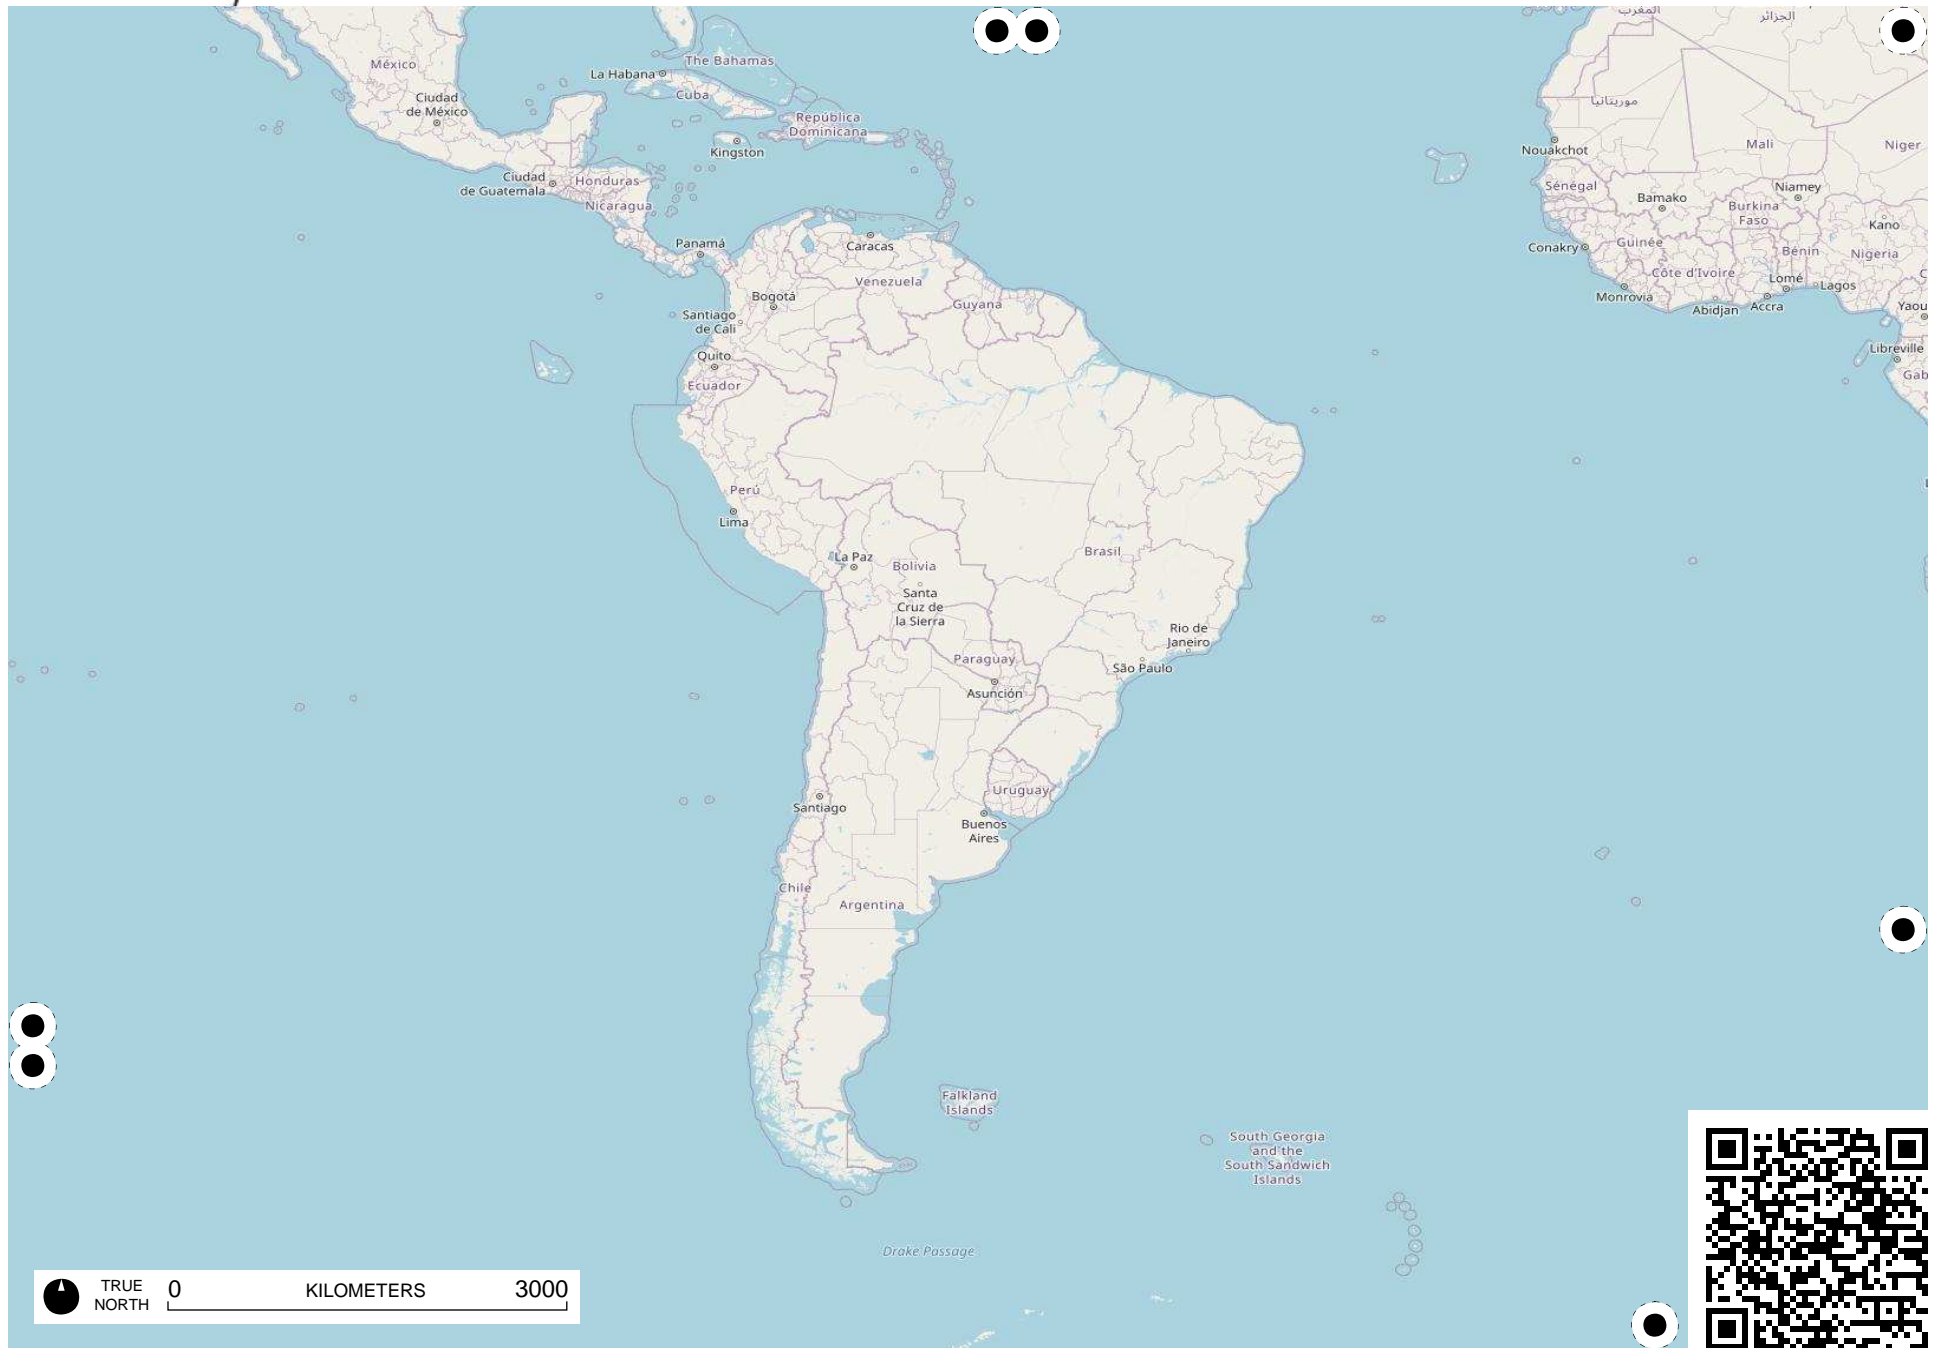 المغرب
الجزائر
México
La Habana
The Bahamas
Cuba
Ciudad
de México
موريتانيا
República
Dominicana
Kingston
Nouakchot
Mali
Niger
Ciudad
de Guatemala
Honduras
Nicaragua
Sénégal
Bamako
Niamey
Burkina
Faso
Kano
Panamá
Caracas
Conakry
Guinée
Bénin
Nigeria
Venezuela
Côte d'Ivoire
Lomé
Lagos
Bogotá
Guyana
Monrovia
Abidjan
Accra
Yaou
Santiago
de Cali
Quito
Ecuador
Libreville
Gab
Perú
Lima
La Paz
Bolivia
Brasil
Santa
Cruz de
la Sierra
Rio de
Janeiro
Paraguay
São Paulo
Asunción
Uruguay
Santiago
Buenos
Aires
Chile
Argentina
Falkland
Islands
South Georgia
and the
South Sandwich
Islands
Drake Passage
TRUE
NORTH
0 KILOMETERS 3000